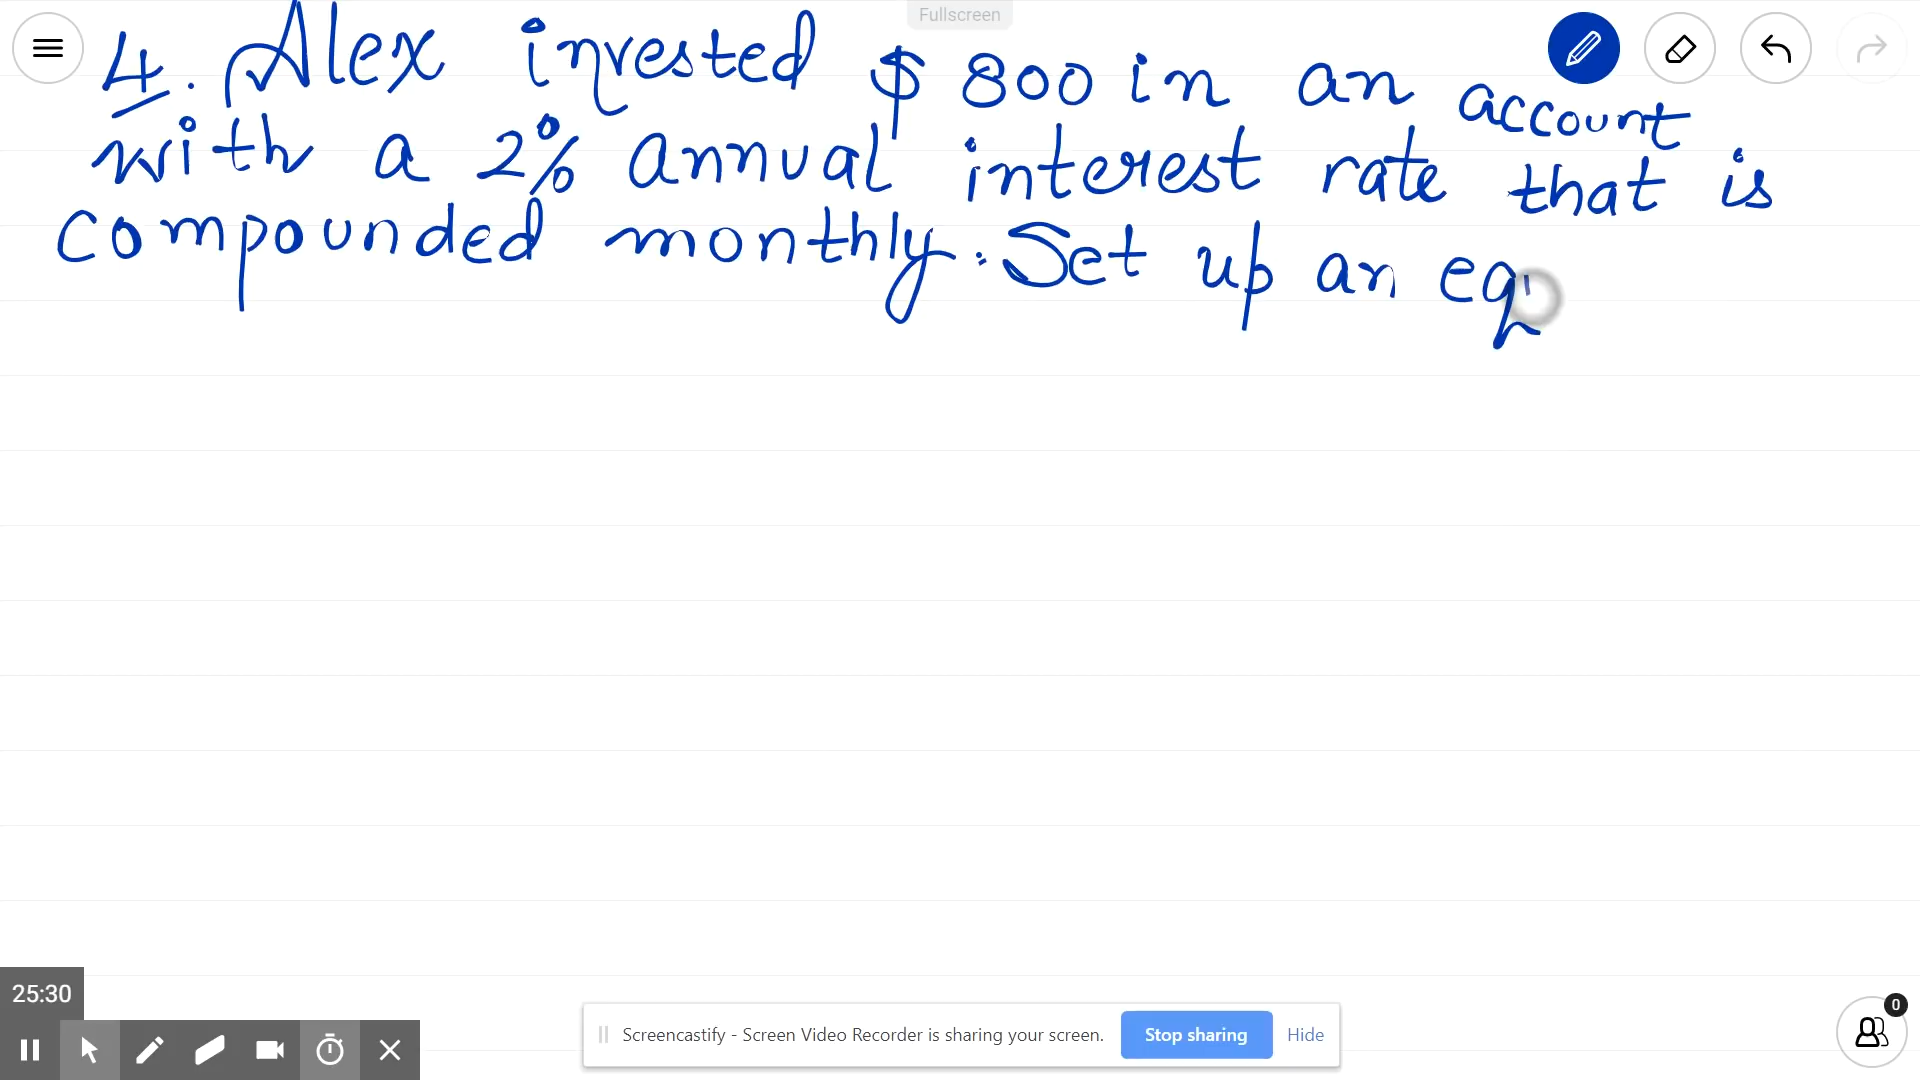 Fullscreen
4. Alex invested $ 800 in an account
with a 2% annual interest rate that is
compounded monthly. Set up an eq
25:30
Screencastify - Screen Video Recorder is sharing your screen. Stop sharing Hide
0